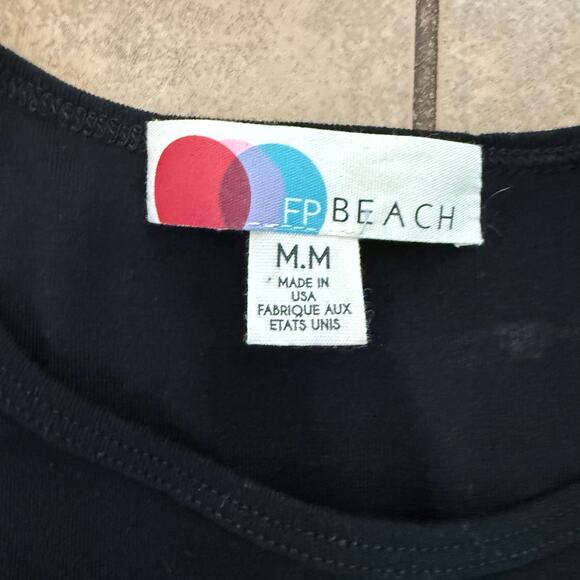 FP BEACH
M.M
MADE IN
USA
FABRIQUE AUX
ETATS UNIS